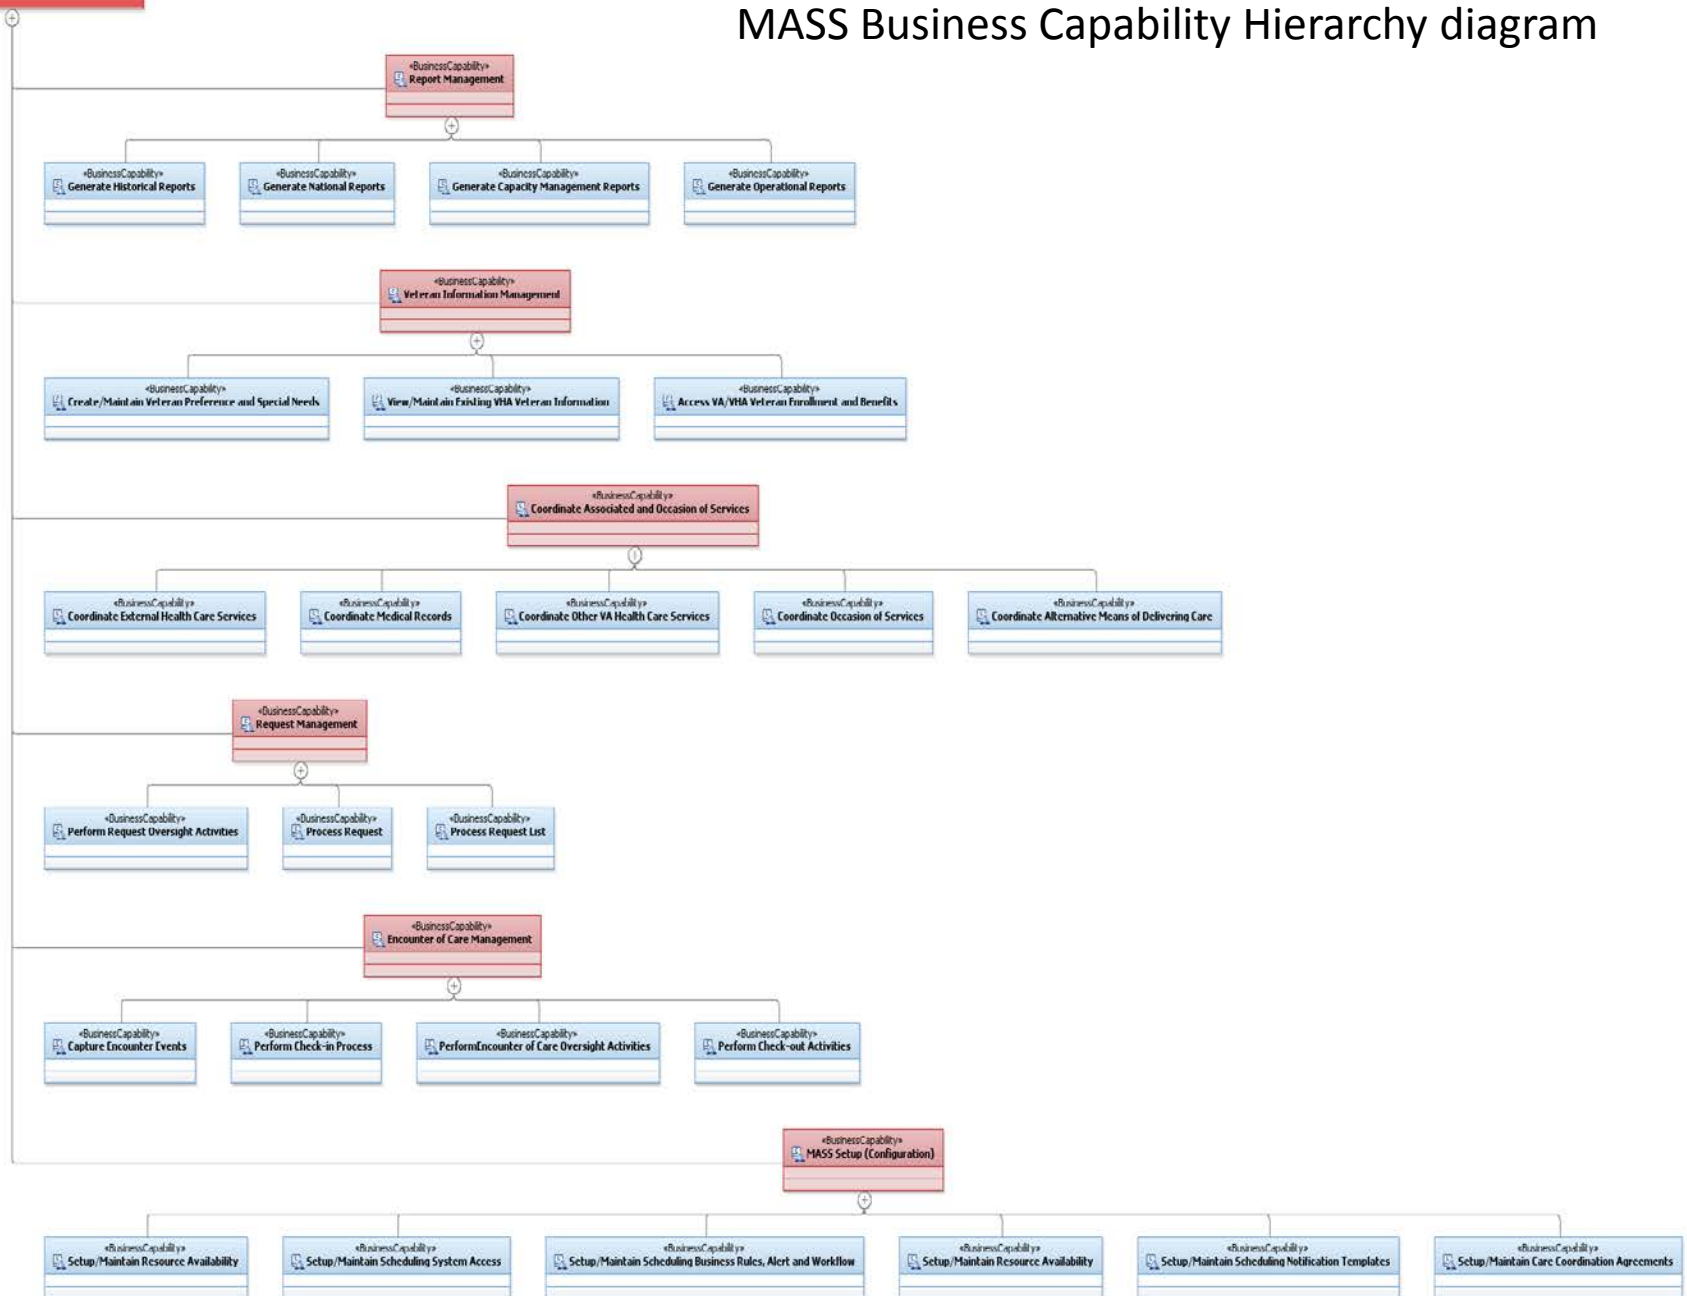 MASS Business Capability Hierarchy diagram
«BusinessCapability»
Report Management
«BusinessCapability»
Generate Historical Reports
«BusinessCapability»
Generate National Reports
«BusinessCapability»
Generate Capacity Management Reports
«BusinessCapability»
Generate Operational Reports
«BusinessCapability»
Veteran Information Management
«BusinessCapability»
Create/Maintain Veteran Preference and Special Needs
«BusinessCapability»
View/Maintain Existing VHA Veteran Information
«BusinessCapability»
Access VA/VHA Veteran Enrollment and Benefits
«BusinessCapability»
Coordinate Associated and Occasion of Services
«BusinessCapability»
Coordinate External Health Care Services
«BusinessCapability»
Coordinate Medical Records
«BusinessCapability»
Coordinate Other VA Health Care Services
«BusinessCapability»
Coordinate Occasion of Services
«BusinessCapability»
Coordinate Alternative Means of Delivering Care
«BusinessCapability»
Request Management
«BusinessCapability»
Perform Request Oversight Activities
«BusinessCapability»
Process Request
«BusinessCapability»
Process Request List
«BusinessCapability»
Encounter of Care Management
«BusinessCapability»
Capture Encounter Events
«BusinessCapability»
Perform Check-in Process
«BusinessCapability»
PerformEncounter of Care Oversight Activities
«BusinessCapability»
Perform Check-out Activities
«BusinessCapability»
MASS Setup (Configuration)
«BusinessCapability»
Setup/Maintain Resource Availability
«BusinessCapability»
Setup/Maintain Scheduling System Access
«BusinessCapability»
Setup/Maintain Scheduling Business Rules, Alert and Workflow
«BusinessCapability»
Setup/Maintain Resource Availability
«BusinessCapability»
Setup/Maintain Scheduling Notification Templates
«BusinessCapability»
Setup/Maintain Care Coordination Agreements